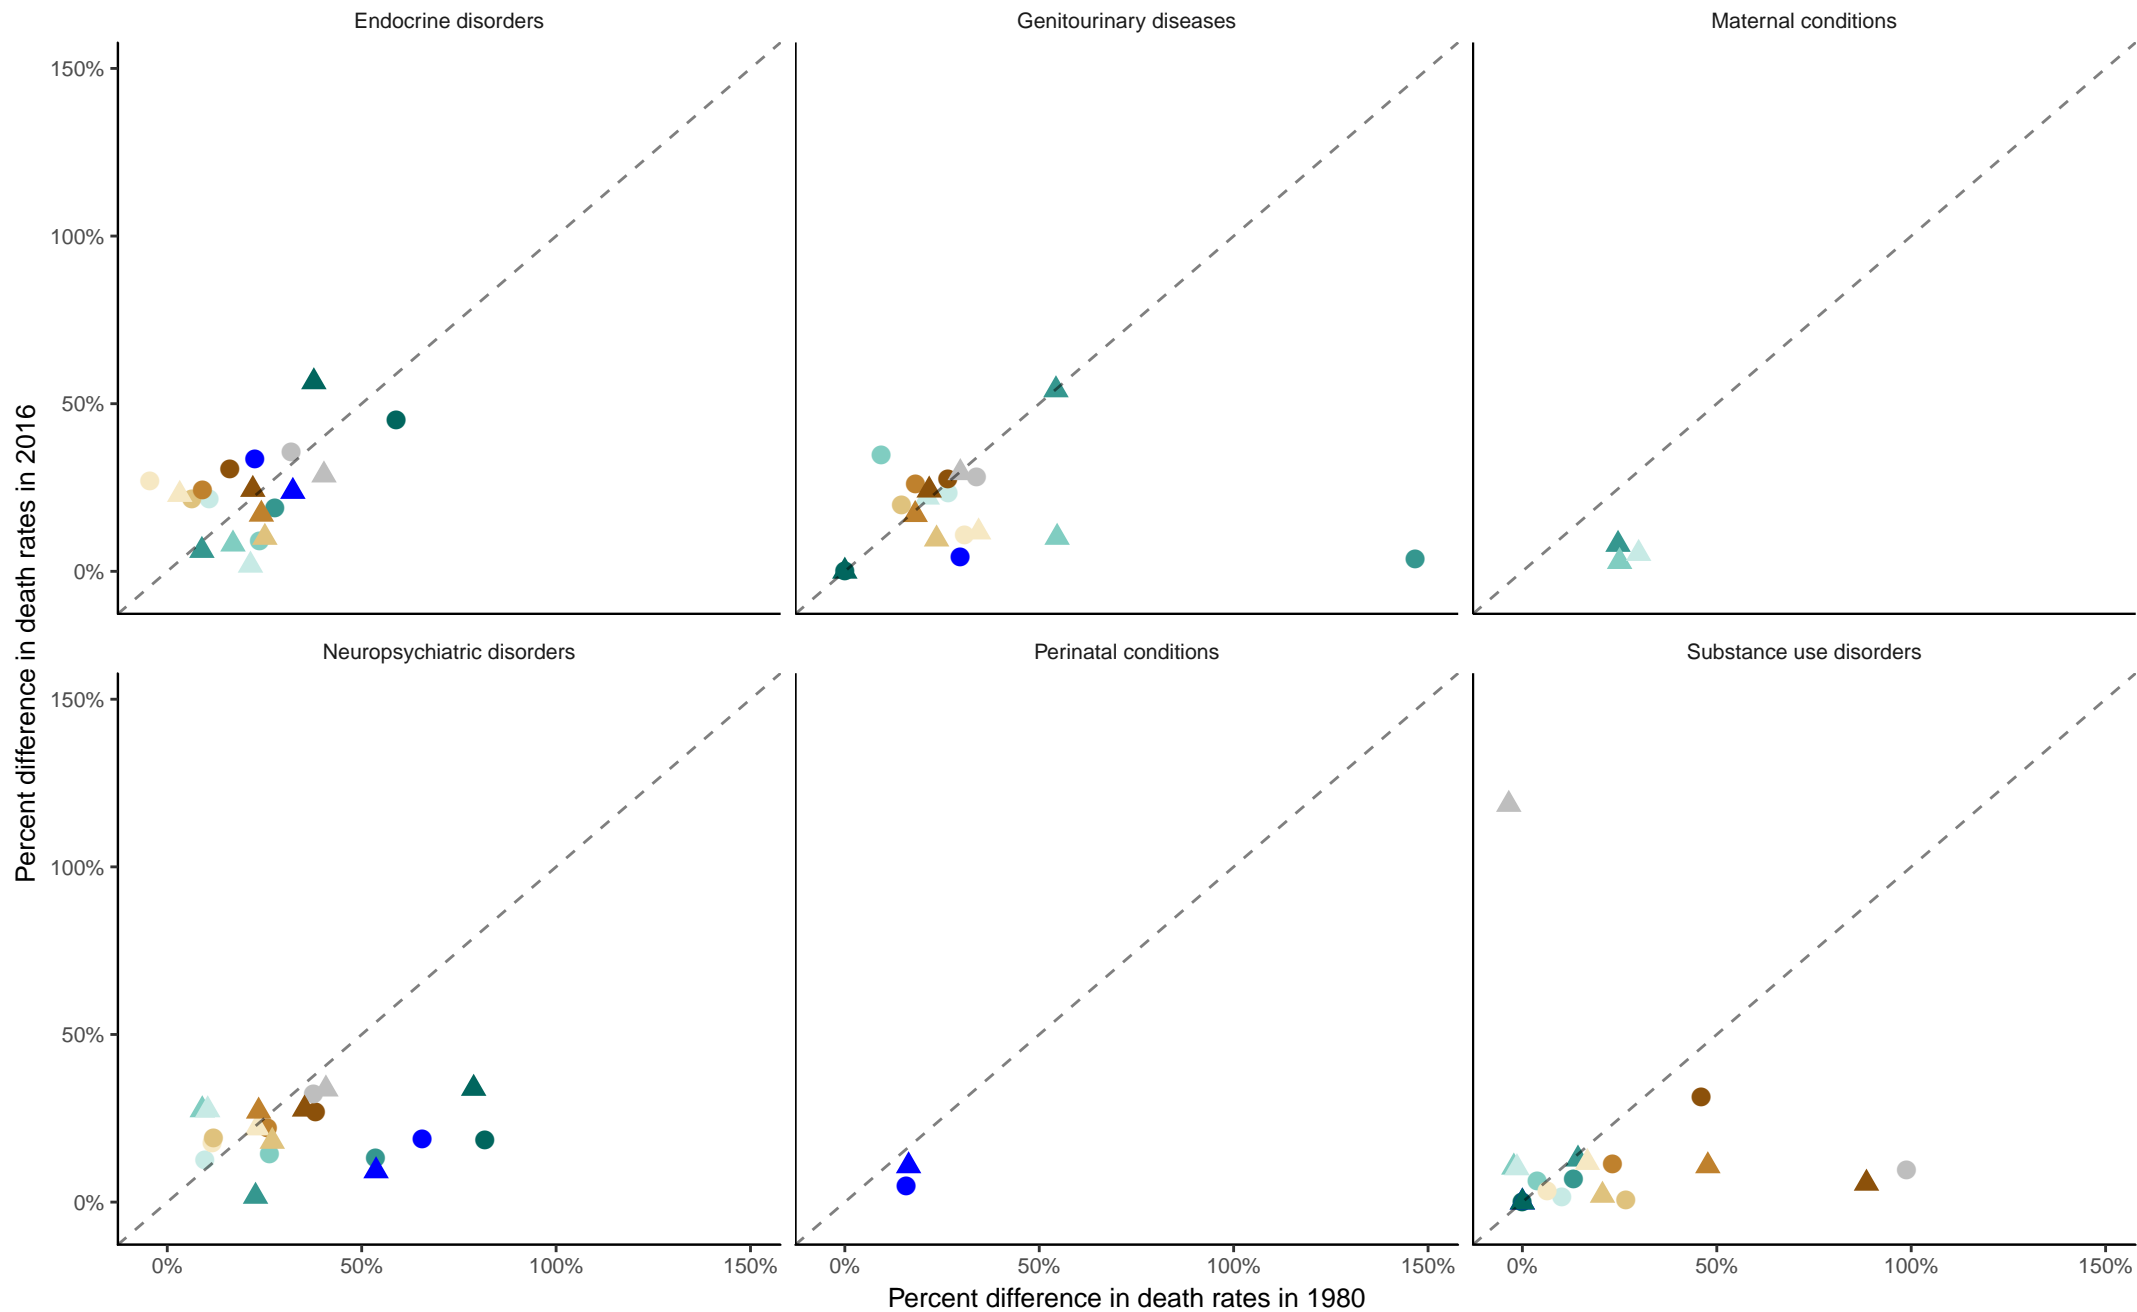 Endocrine disorders
Genitourinary diseases
Maternal conditions
150%
100%
50%
0%
Neuropsychiatric disorders
Perinatal conditions
Substance use disorders
150%
100%
50%
0%
0% 50% 100% 150%
0% 50% 100% 150%
0% 50% 100% 150%
Percent difference in death rates in 2016
Percent difference in death rates in 1980